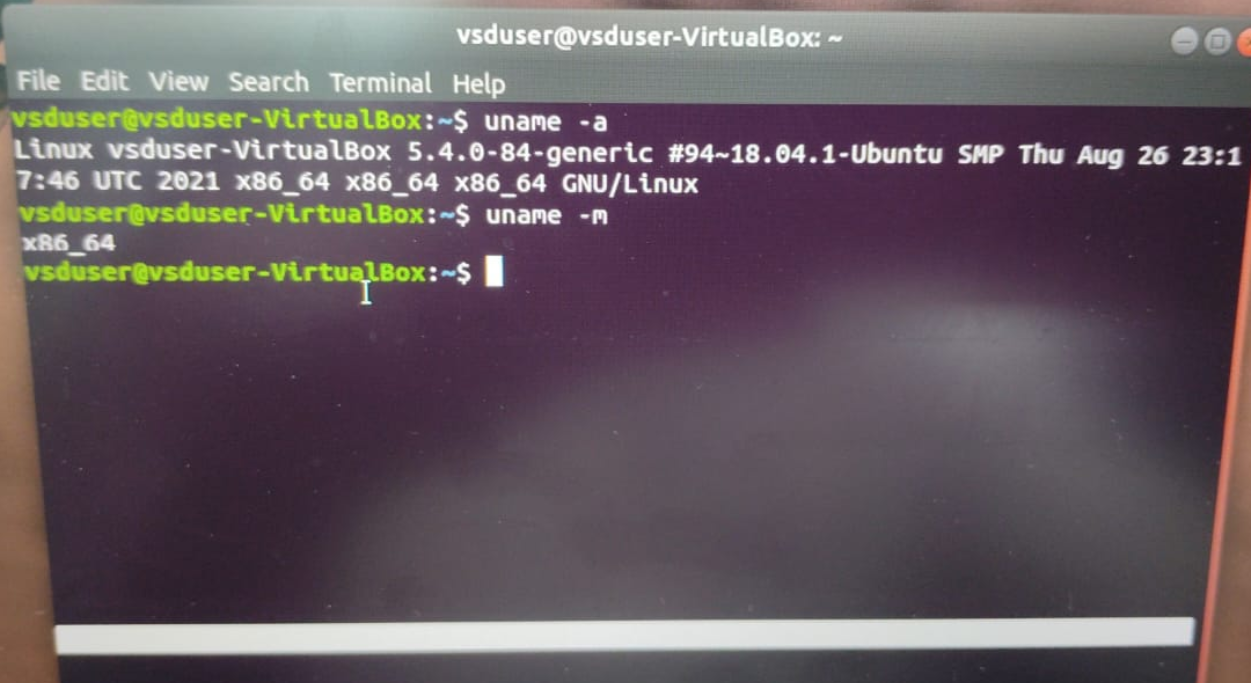 vsduser@vsduser-VirtualBox: ~
File Edit View Search Terminal Help
vsduser@vsduser-VirtualBox:~$ uname -a
Linux vsduser-VirtualBox 5.4.0-84-generic #94~18.04.1-Ubuntu SMP Thu Aug 26 23:1
7:46 UTC 2021 x86_64 x86_64 x86_64 GNU/Linux
vsduser@vsduser-VirtualBox:~$ uname -m
x86_64
vsduser@vsduser-VirtualBox:~$